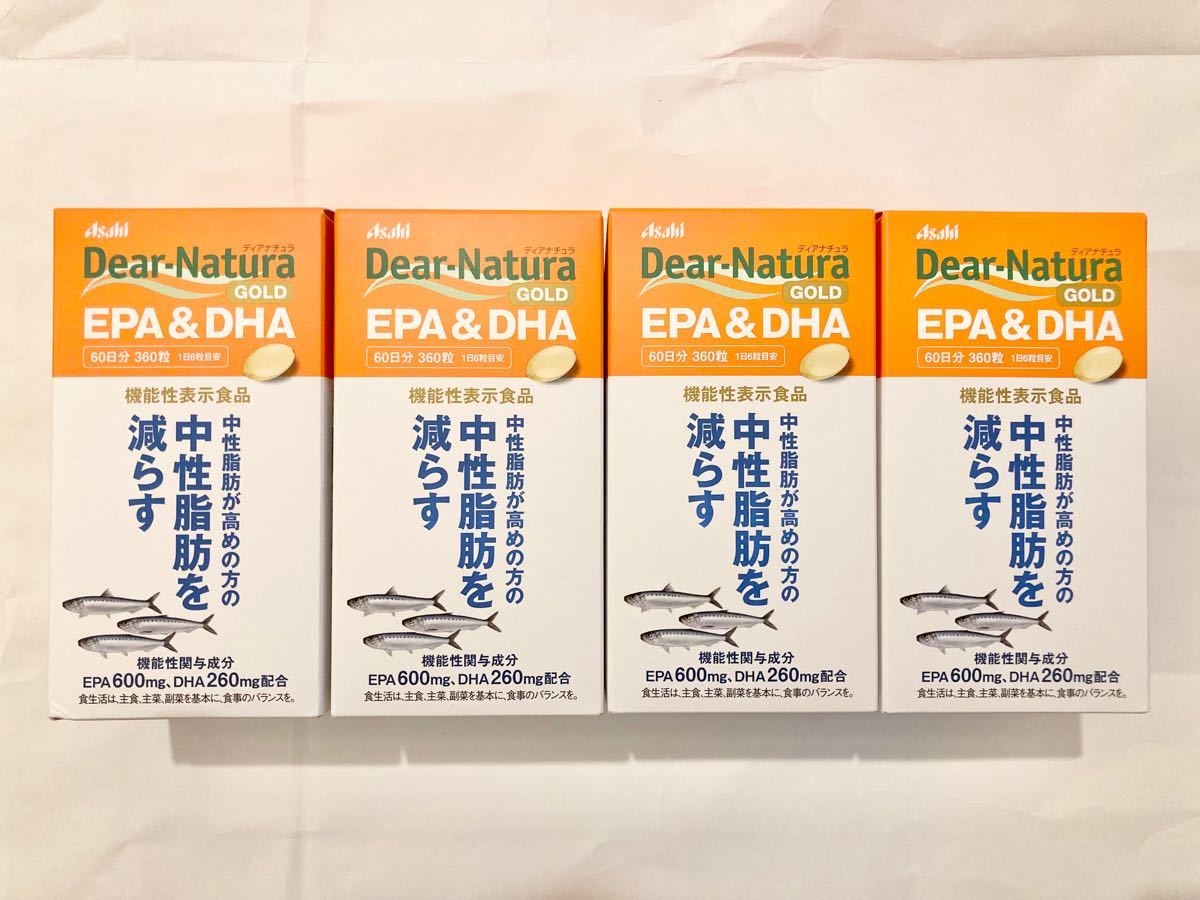 Asahi
ディアナチュラ
Dear-Natura
GOLD
EPA & DHA
60日分 360粒 1日6粒目安
機能性表示食品
中性脂肪が高めの方の
中性脂肪を
減らす
機能性関与成分
EPA 600mg、DHA 260mg配合
食生活は、主食、主菜、副菜を基本に、食事のバランスを。
Asahi
ディアナチュラ
Dear-Natura
GOLD
EPA & DHA
60日分 360粒 1日6粒目安
機能性表示食品
中性脂肪が高めの方の
中性脂肪を
減らす
機能性関与成分
EPA 600mg、DHA 260mg配合
食生活は、主食、主菜、副菜を基本に、食事のバランスを。
Asahi
ディアナチュラ
Dear-Natura
GOLD
EPA & DHA
60日分 360粒 1日6粒目安
機能性表示食品
中性脂肪が高めの方の
中性脂肪を
減らす
機能性関与成分
EPA 600mg、DHA 260mg配合
食生活は、主食、主菜、副菜を基本に、食事のバランスを。
Asahi
ディアナチュラ
Dear-Natura
GOLD
EPA & DHA
60日分 360粒 1日6粒目安
機能性表示食品
中性脂肪が高めの方の
中性脂肪を
減らす
機能性関与成分
EPA 600mg、DHA 260mg配合
食生活は、主食、主菜、副菜を基本に、食事のバランスを。